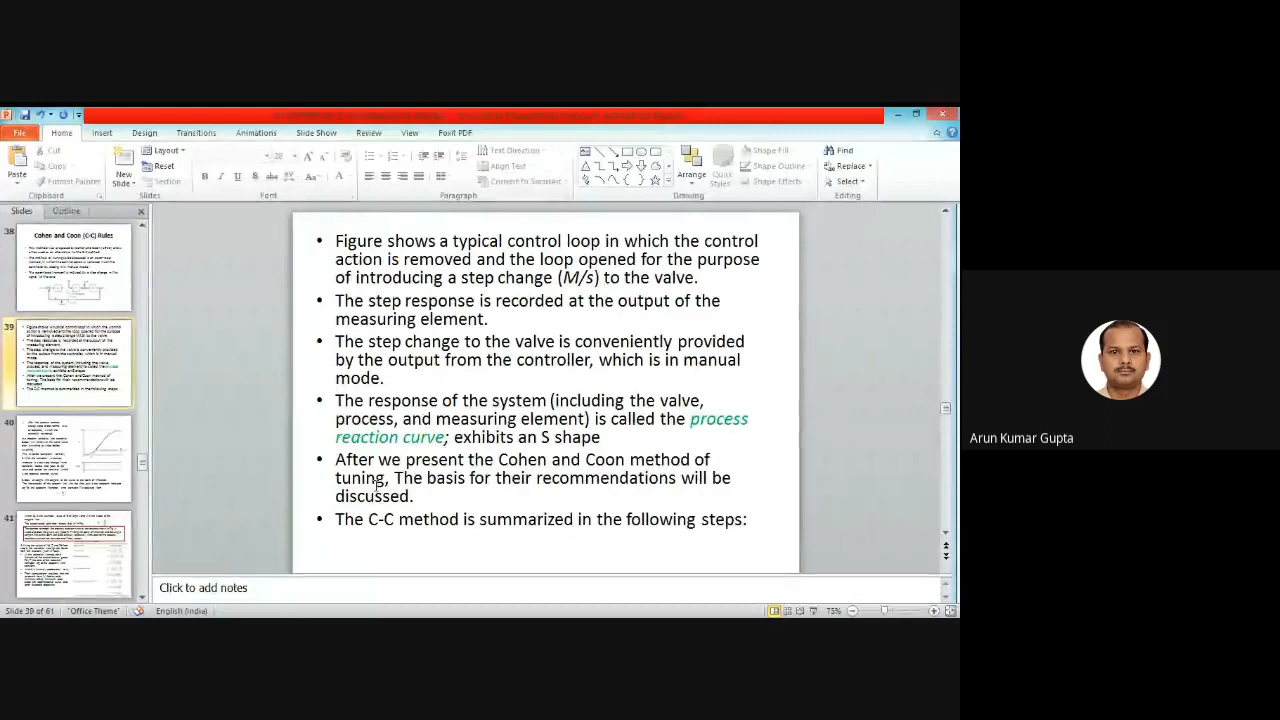 File Home Insert Design Transitions Animations Slide Show Review View Foxit PDF
Cut
Copy
Format Painter
Paste
Clipboard
New
Slide
Layout
Reset
Section
Slides
38
B I U S abc AV Aa A
Font
Text Direction
Align Text
Convert to SmartArt
Paragraph
Arrange
Quick
Styles
Shape Fill
Shape Outline
Shape Effects
Drawing
Find
Replace
Select
Editing
Slides Outline
38
Cohen and Coon (C-C) Rules
39
40
41
• Figure shows a typical control loop in which the control
action is removed and the loop opened for the purpose
of introducing a step change (M/s) to the valve.
• The step response is recorded at the output of the
measuring element.
• The step change to the valve is conveniently provided
by the output from the controller, which is in manual
mode.
• The response of the system (including the valve,
process, and measuring element) is called the process
reaction curve; exhibits an S shape
• After we present the Cohen and Coon method of
tuning, The basis for their recommendations will be
discussed.
• The C-C method is summarized in the following steps:
Click to add notes
Slide 39 of 61 "Office Theme" English (India) 75%
Arun Kumar Gupta